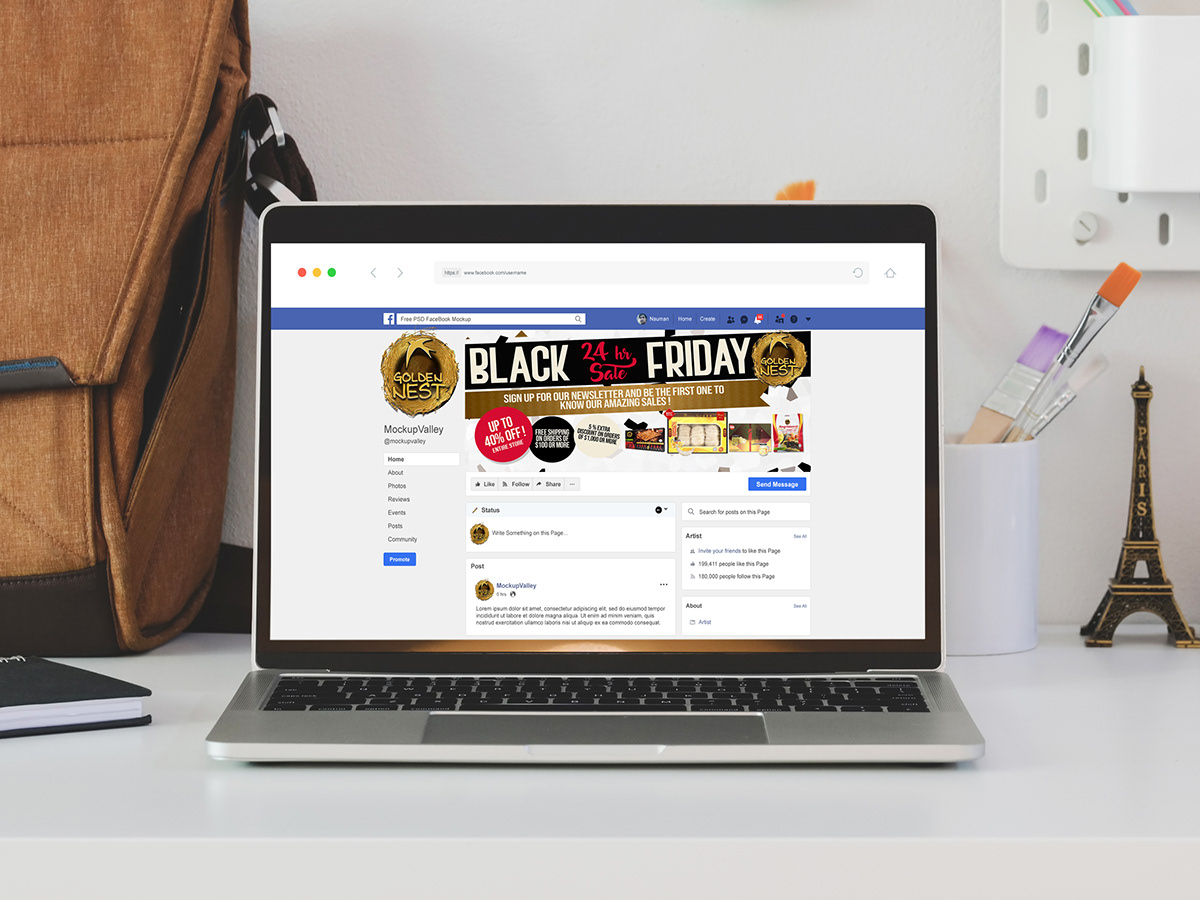 https:// www.facebook.com/username
Free PSD FaceBook Mockup
Nauman Home Create
GOLDEN
NEST
BLACK 24 hr Sale FRIDAY
GOLDEN
NEST
SIGN UP FOR OUR NEWSLETTER AND BE THE FIRST ONE TO
KNOW OUR AMAZING SALES !
UP TO
40% OFF !
ENTIRE STORE
FREE SHIPPING
ON ORDERS OF
$100 OR MORE
5 % EXTRA
DISCOUNT ON ORDERS
OF $1,000 OR MORE
MockupValley
@mockupvalley
Home
About
Photos
Reviews
Events
Posts
Community
Promote
Like Follow Share
Send Message
Status
Write Something on this Page...
Post
MockupValley
Lorem ipsum dolor sit amet, consectetur adipiscing elit, sed do eiusmod tempor
incididunt ut labore et dolore magna aliqua. Ut enim ad minim veniam, quis
nostrud exercitation ullamco laboris nisi ut aliquip ex ea commodo consequat.
Search for posts on this Page
Artist See All
Invite your friends to like this Page
199,411 people like this Page
180,000 people follow this Page
About See All
Artist
PARIS